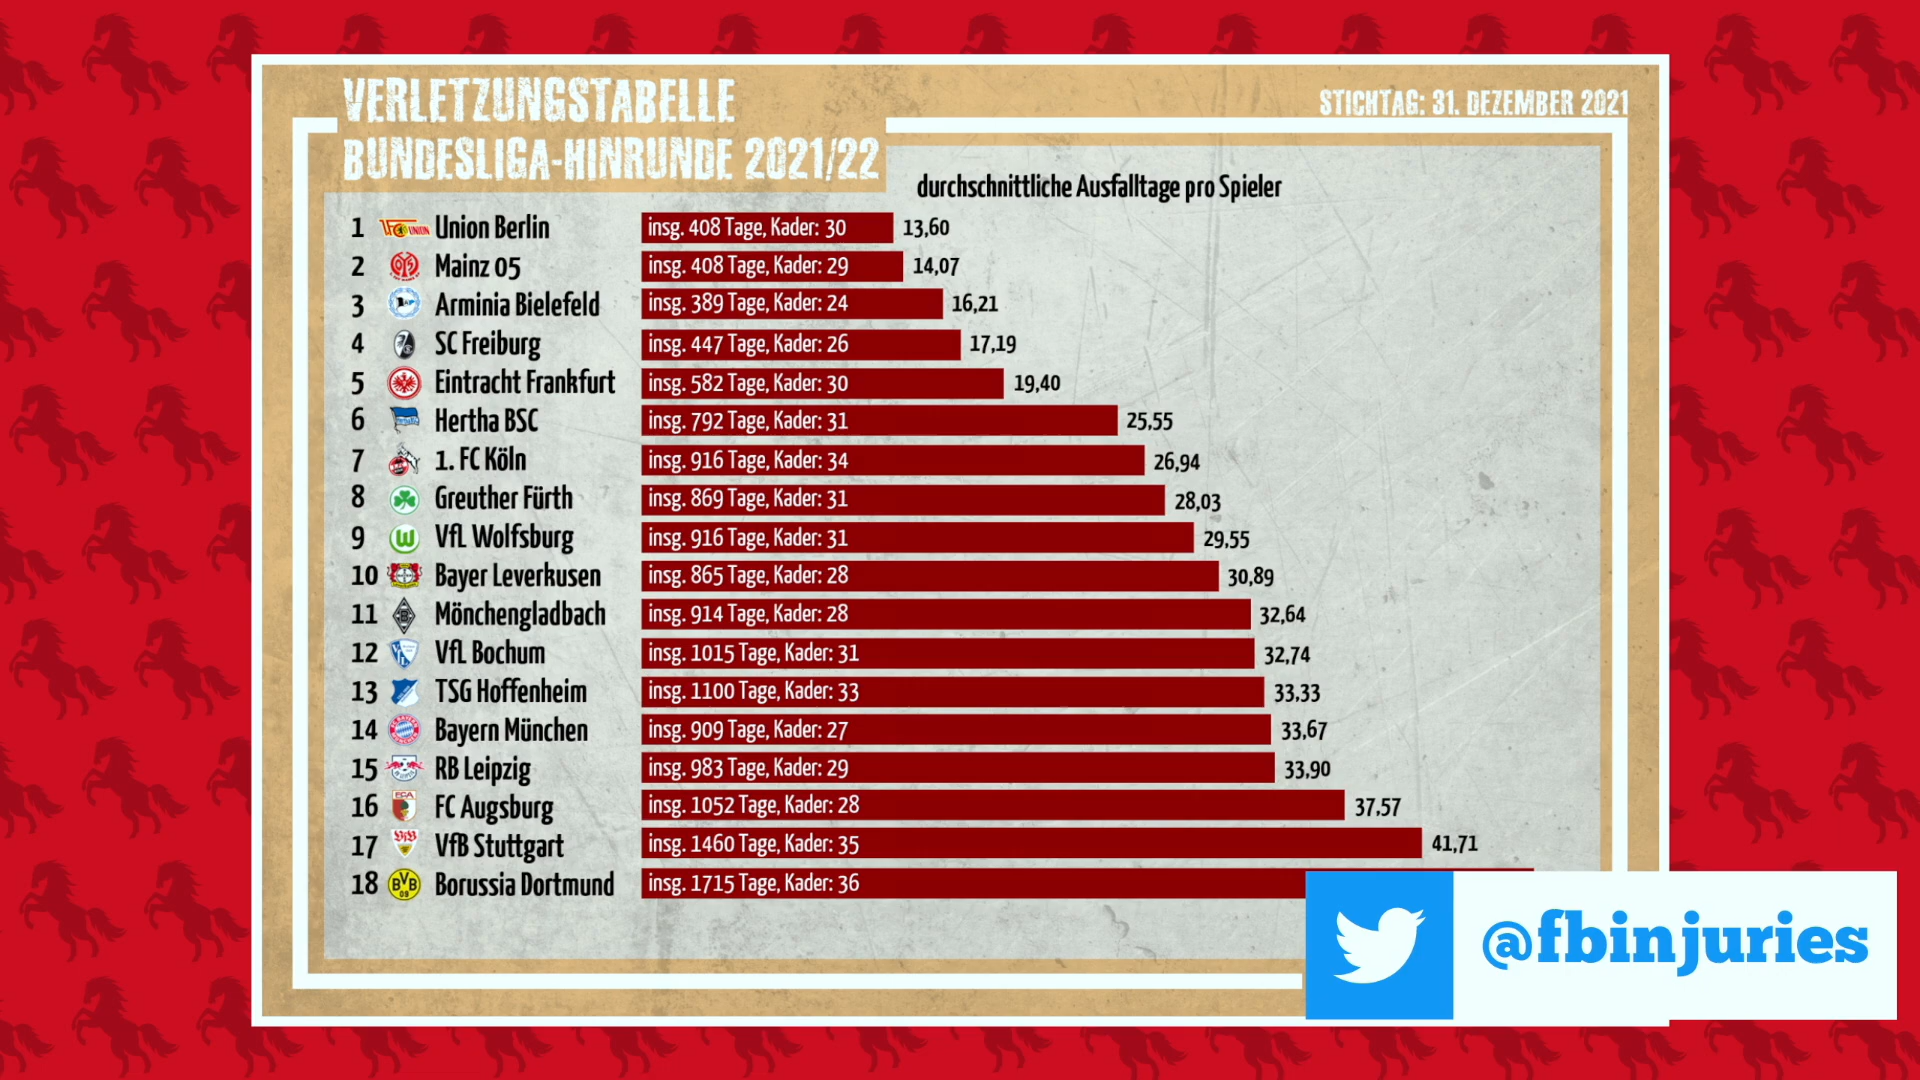 VERLETZUNGSTABELLE
BUNDESLIGA-HINRUNDE 2021/22
STICHTAG: 31. DEZEMBER 2021
durchschnittliche Ausfalltage pro Spieler
1 Union Berlin insg. 408 Tage, Kader: 30 13,60
2 Mainz 05 insg. 408 Tage, Kader: 29 14,07
3 Arminia Bielefeld insg. 389 Tage, Kader: 24 16,21
4 SC Freiburg insg. 447 Tage, Kader: 26 17,19
5 Eintracht Frankfurt insg. 582 Tage, Kader: 30 19,40
6 Hertha BSC insg. 792 Tage, Kader: 31 25,55
7 1. FC Köln insg. 916 Tage, Kader: 34 26,94
8 Greuther Fürth insg. 869 Tage, Kader: 31 28,03
9 VfL Wolfsburg insg. 916 Tage, Kader: 31 29,55
10 Bayer Leverkusen insg. 865 Tage, Kader: 28 30,89
11 Mönchengladbach insg. 914 Tage, Kader: 28 32,64
12 VfL Bochum insg. 1015 Tage, Kader: 31 32,74
13 TSG Hoffenheim insg. 1100 Tage, Kader: 33 33,33
14 Bayern München insg. 909 Tage, Kader: 27 33,67
15 RB Leipzig insg. 983 Tage, Kader: 29 33,90
16 FC Augsburg insg. 1052 Tage, Kader: 28 37,57
17 VfB Stuttgart insg. 1460 Tage, Kader: 35 41,71
18 Borussia Dortmund insg. 1715 Tage, Kader: 36
@fbinjuries